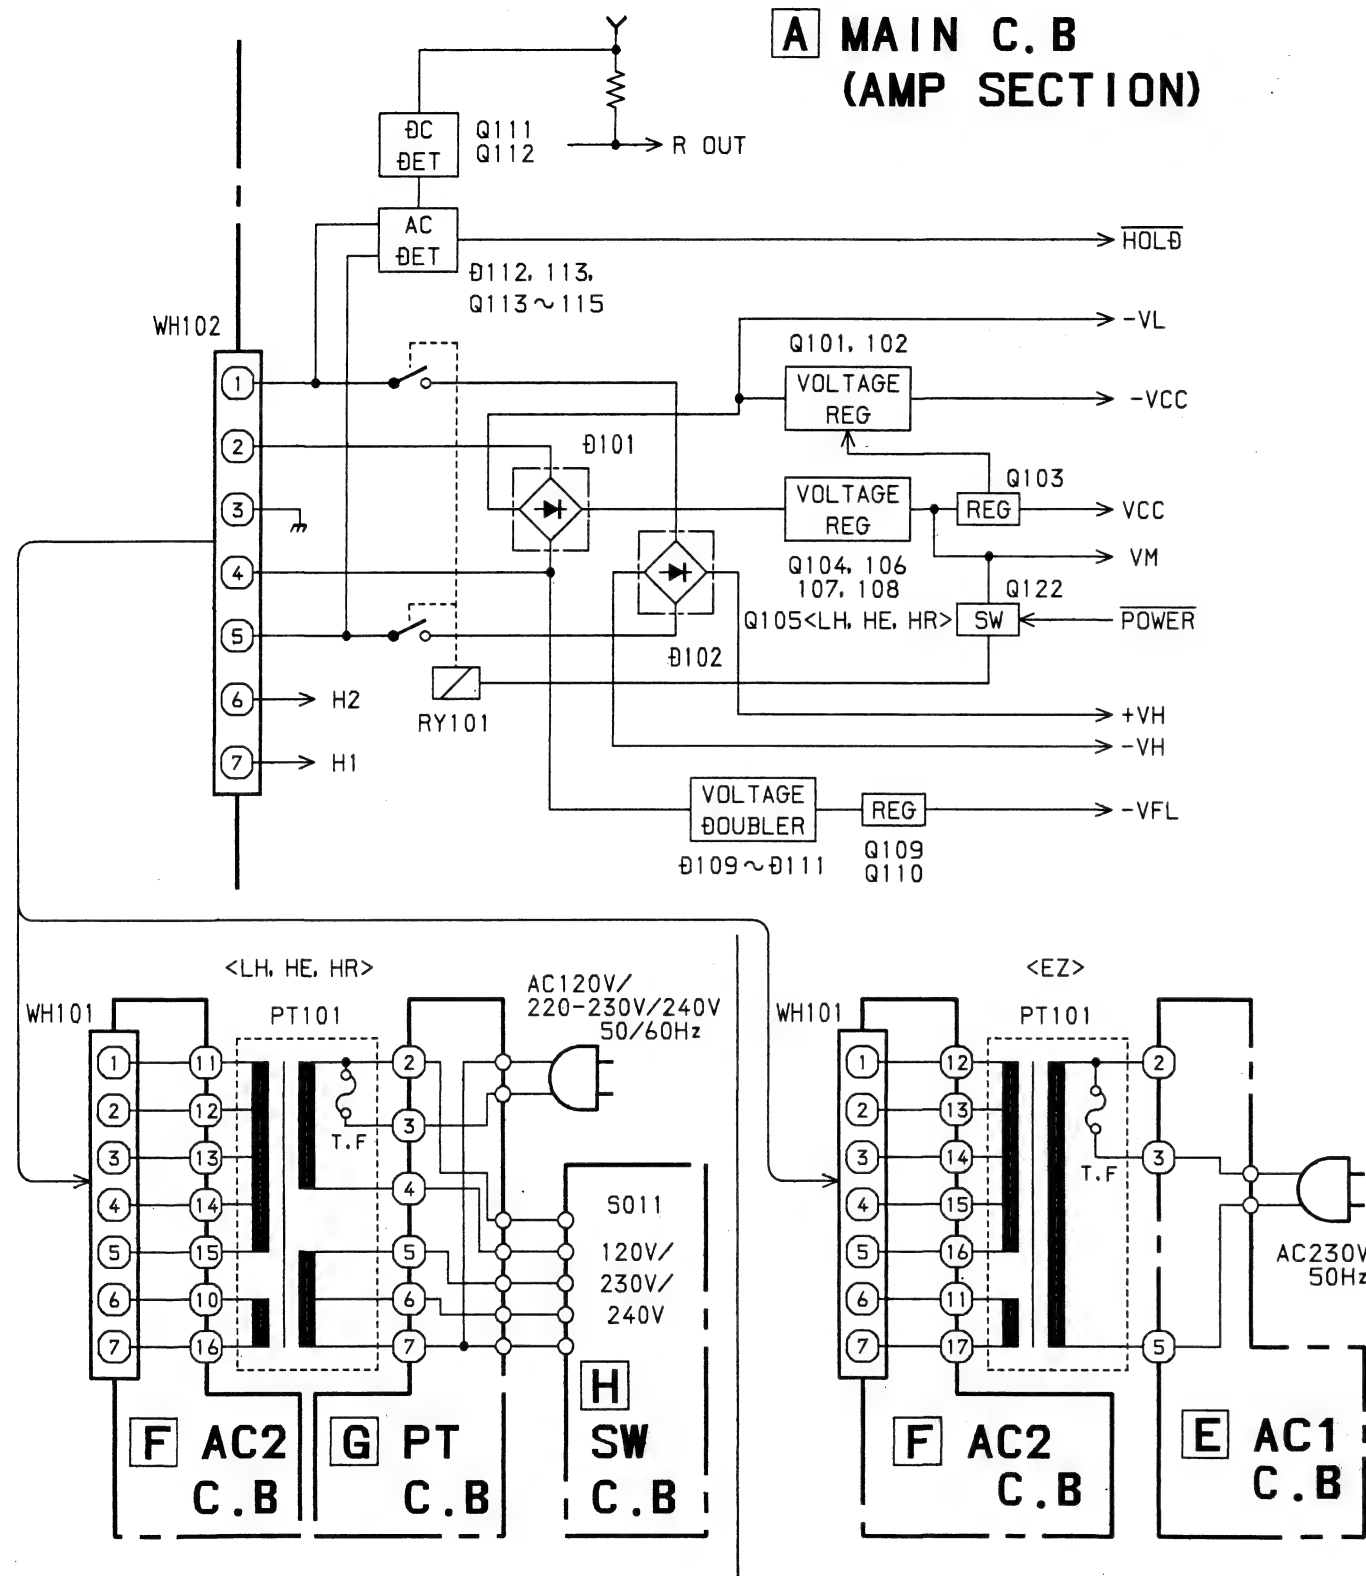 A MAIN C.B
(AMP SECTION)
DC
DET
Q111
Q112
R OUT
AC
DET
HOLD
D112, 113,
Q113～115
WH102
-VL
Q101, 102
1
VOLTAGE
REG
-VCC
2
D101
Q103
3
VOLTAGE
REG
REG
VCC
VM
4
Q104, 106
107, 108
Q122
Q105<LH, HE, HR>
SW
POWER
5
D102
6
H2
RY101
+VH
-VH
7
H1
VOLTAGE
DOUBLER
REG
-VFL
D109～D111
Q109
Q110
<LH, HE, HR>
WH101
PT101
AC120V/
220-230V/240V
50/60Hz
1
2
3
4
5
6
7
11
12
13
14
15
10
16
T.F
2
3
4
5
6
7
S011
120V/
230V/
240V
F AC2
C.B
G PT
C.B
H
SW
C.B
<EZ>
WH101
PT101
1
2
3
4
5
6
7
12
13
14
15
16
11
17
T.F
2
3
5
AC230V
50Hz
F AC2
C.B
E AC1
C.B